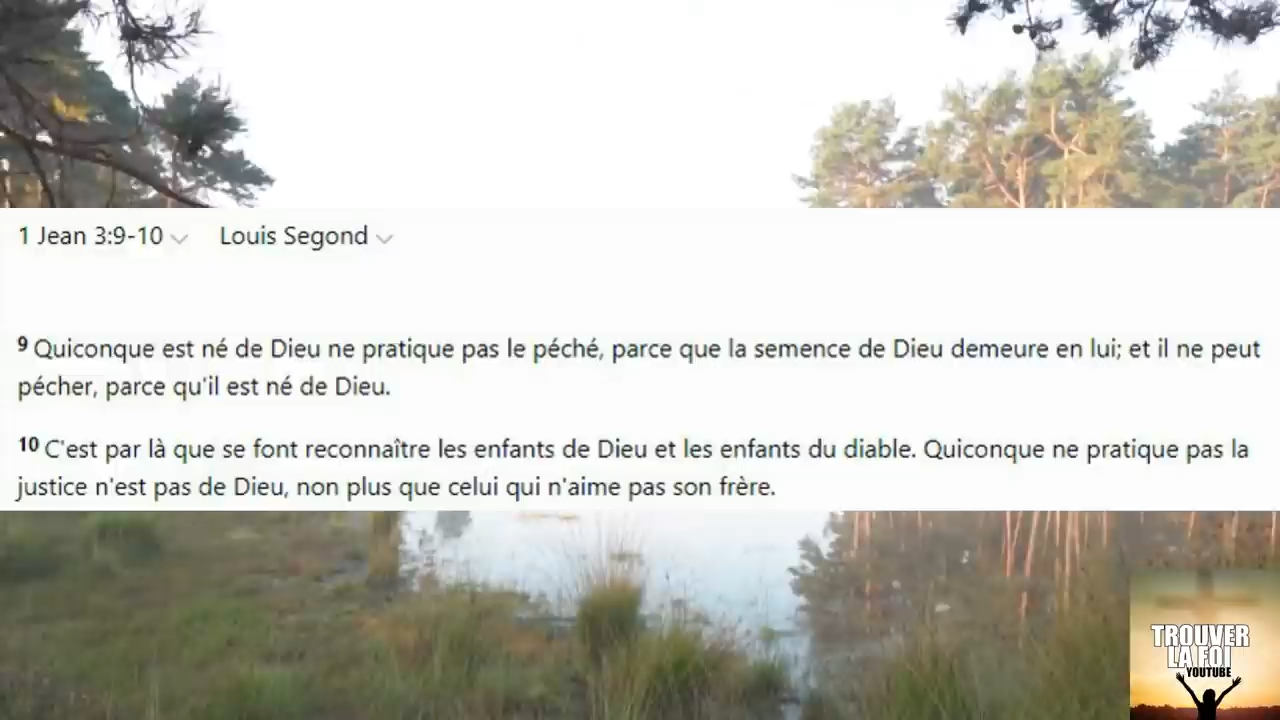 1 Jean 3:9-10 Louis Segond
9 Quiconque est né de Dieu ne pratique pas le péché, parce que la semence de Dieu demeure en lui; et il ne peut
pécher, parce qu'il est né de Dieu.
10 C'est par là que se font reconnaître les enfants de Dieu et les enfants du diable. Quiconque ne pratique pas la
justice n'est pas de Dieu, non plus que celui qui n'aime pas son frère.
TROUVER
LA FOI
YOUTUBE